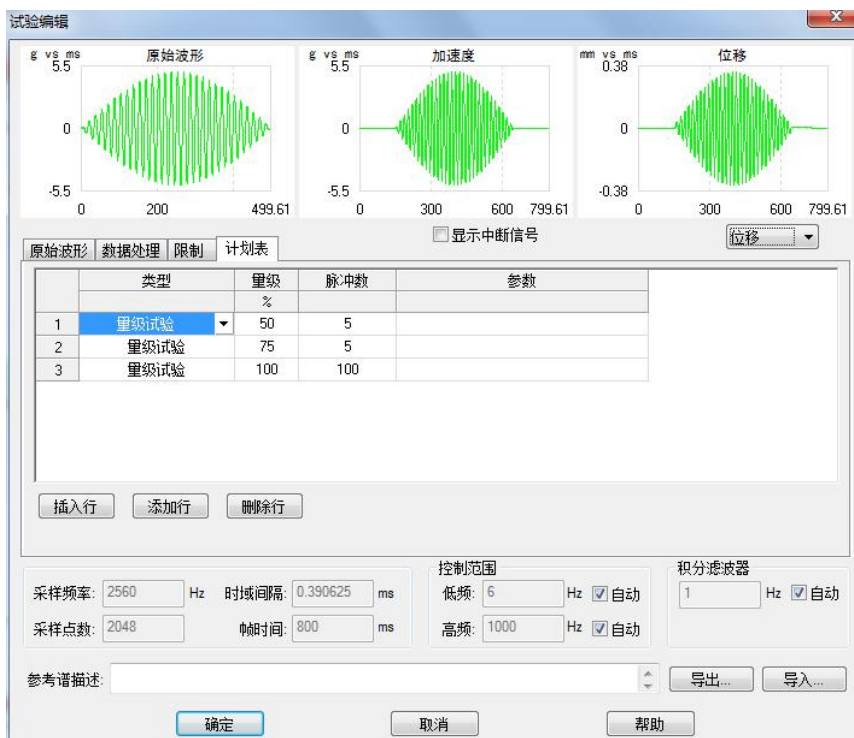 试验编辑
g vs ms 原始波形
5.5
0
-5.5
0 200 499.61
g vs ms 加速度
5.5
0
-5.5
0 300 600 799.61
mm vs ms 位移
0.38
0
-0.38
0 300 600 799.61
显示中断信号
位移
原始波形 数据处理 限制 计划表
类型 量级 脉冲数 参数
%
1 量级试验 50 5
2 量级试验 75 5
3 量级试验 100 100
插入行 添加行 删除行
控制范围 积分滤波器
采样频率: 2560 Hz 时域间隔: 0.390625 ms 低频: 6 Hz 自动 1 Hz 自动
采样点数: 2048 帧时间: 800 ms 高频: 1000 Hz 自动
参考谱描述: 导出... 导入...
确定 取消 帮助